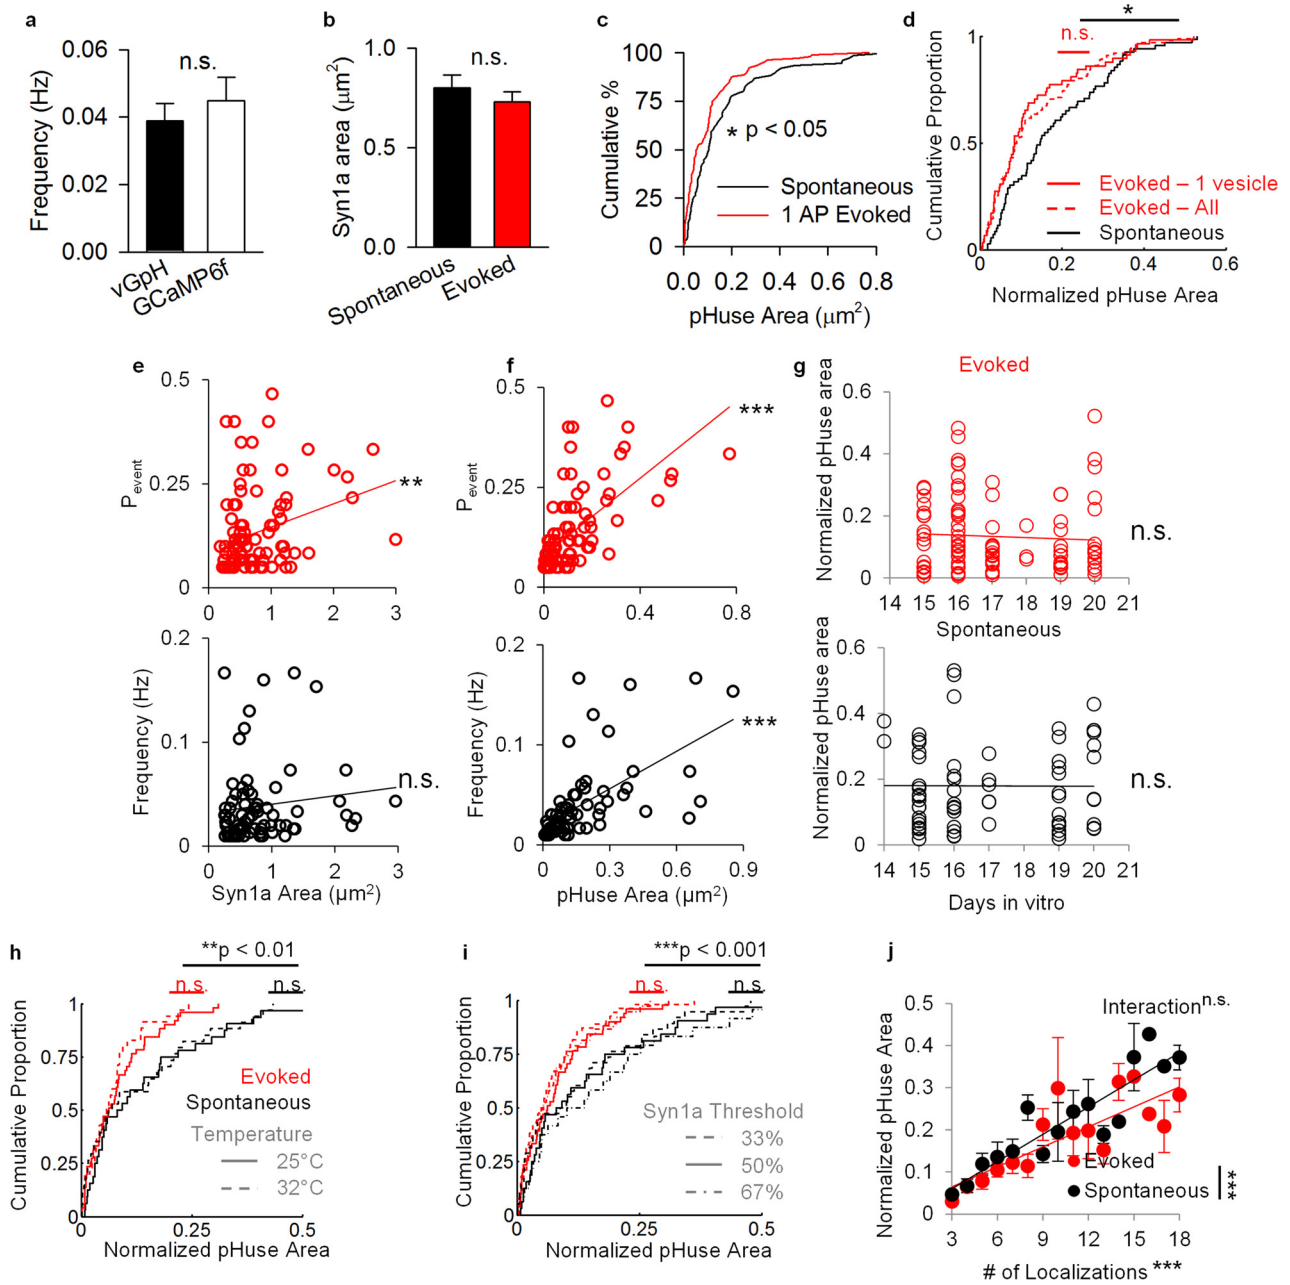 a
Frequency (Hz)
0.06
0.04
0.02
0.00
n.s.
vGpH
GCaMP6f
b
Syn1a area (μm²)
1.0
0.5
0.0
n.s.
Spontaneous
Evoked
c
Cumulative %
100
75
50
25
0
* p < 0.05
Spontaneous
1 AP Evoked
0.0 0.2 0.4 0.6 0.8
pHuse Area (μm²)
d
*
n.s.
Cumulative Proportion
1
0.5
0
Evoked – 1 vesicle
Evoked – All
Spontaneous
0 0.2 0.4 0.6
Normalized pHuse Area
e
P event
0.5
0.25
0
**
0 1 2 3
Frequency (Hz)
0.2
0.1
0
n.s.
0 1 2 3
Syn1a Area (μm²)
f
P event
0.5
0.25
0
***
0 0.4 0.8
Frequency (Hz)
0.2
0.1
0
***
0 0.3 0.6 0.9
pHuse Area (μm²)
g
Evoked
Normalized pHuse area
0.6
0.4
0.2
0
n.s.
14 15 16 17 18 19 20 21
Spontaneous
Normalized pHuse area
0.6
0.4
0.2
0
n.s.
14 15 16 17 18 19 20 21
Days in vitro
h
**p < 0.01
n.s. n.s.
Cumulative Proportion
1
0.75
0.5
0.25
0
Evoked
Spontaneous
Temperature
25°C
32°C
0 0.25 0.5
Normalized pHuse Area
i
***p < 0.001
n.s. n.s.
Cumulative Proportion
1
0.75
0.5
0.25
0
Syn1a Threshold
33%
50%
67%
0 0.25 0.5
Normalized pHuse Area
j
Normalized pHuse Area
0.5
0.4
0.3
0.2
0.1
0
Interaction n.s.
Evoked
Spontaneous
***
3 6 9 12 15 18
# of Localizations ***